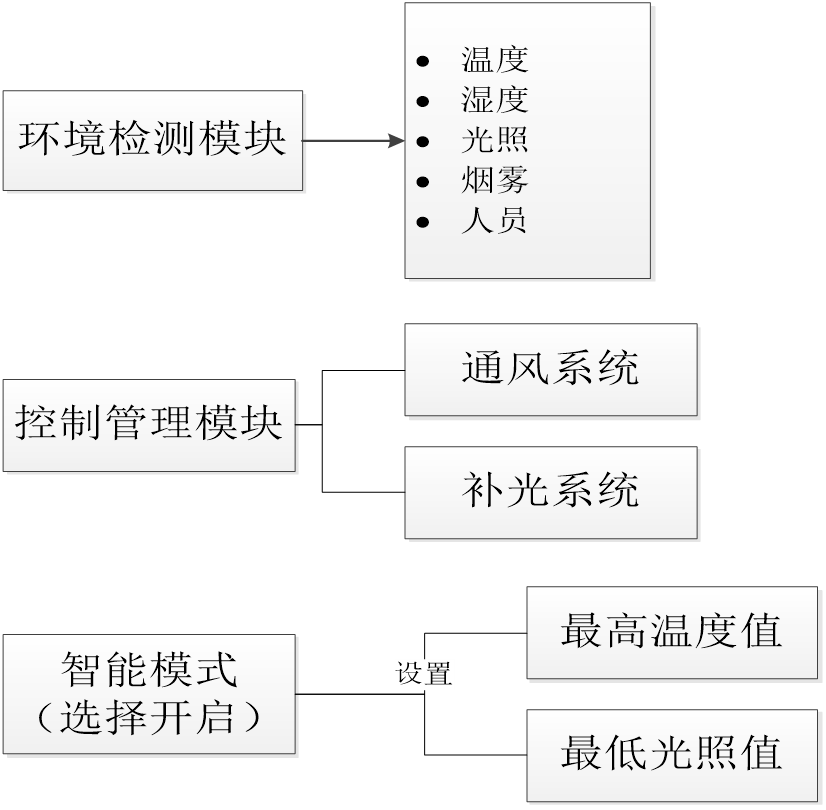 环境检测模块
● 温度
● 湿度
● 光照
● 烟雾
● 人员
控制管理模块
通风系统
补光系统
智能模式
（选择开启）
设置
最高温度值
最低光照值